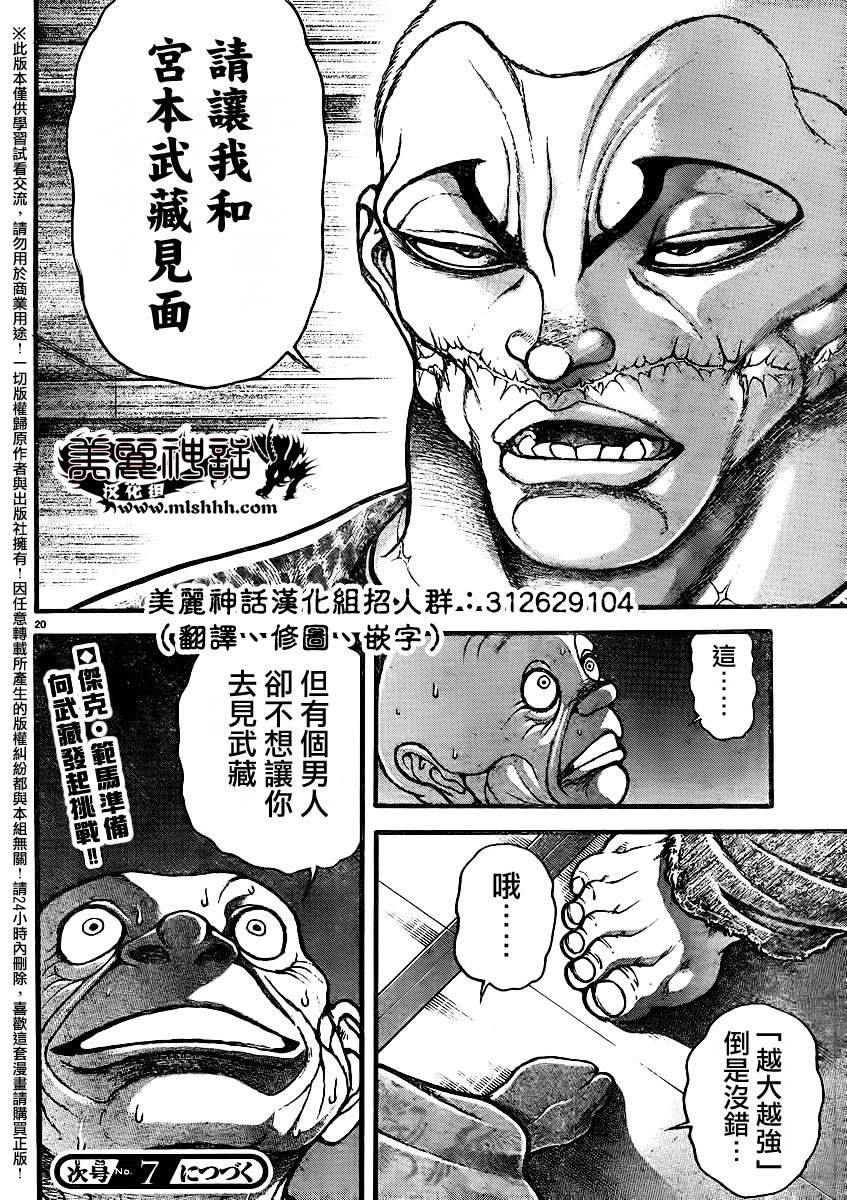 請讓我和
宮本武藏見面
美麗神話
汉化组
www.mlshhh.com
美麗神話漢化組招人群：312629104
（翻譯、修圖、嵌字）
20
這……
「越大越強」
倒是沒錯…
哦……
但有個男人
卻不想讓你
去見武藏
◆傑克・範馬準備
向武藏發起挑戰!!
次号No.7につづく
※此版本僅供學習試看交流，請勿用於商業用途！一切版權歸原作者與出版社擁有！因任意轉載所產生的版權糾紛都與本組無關！請24小時內刪除，喜歡這套漫畫請購買正版！